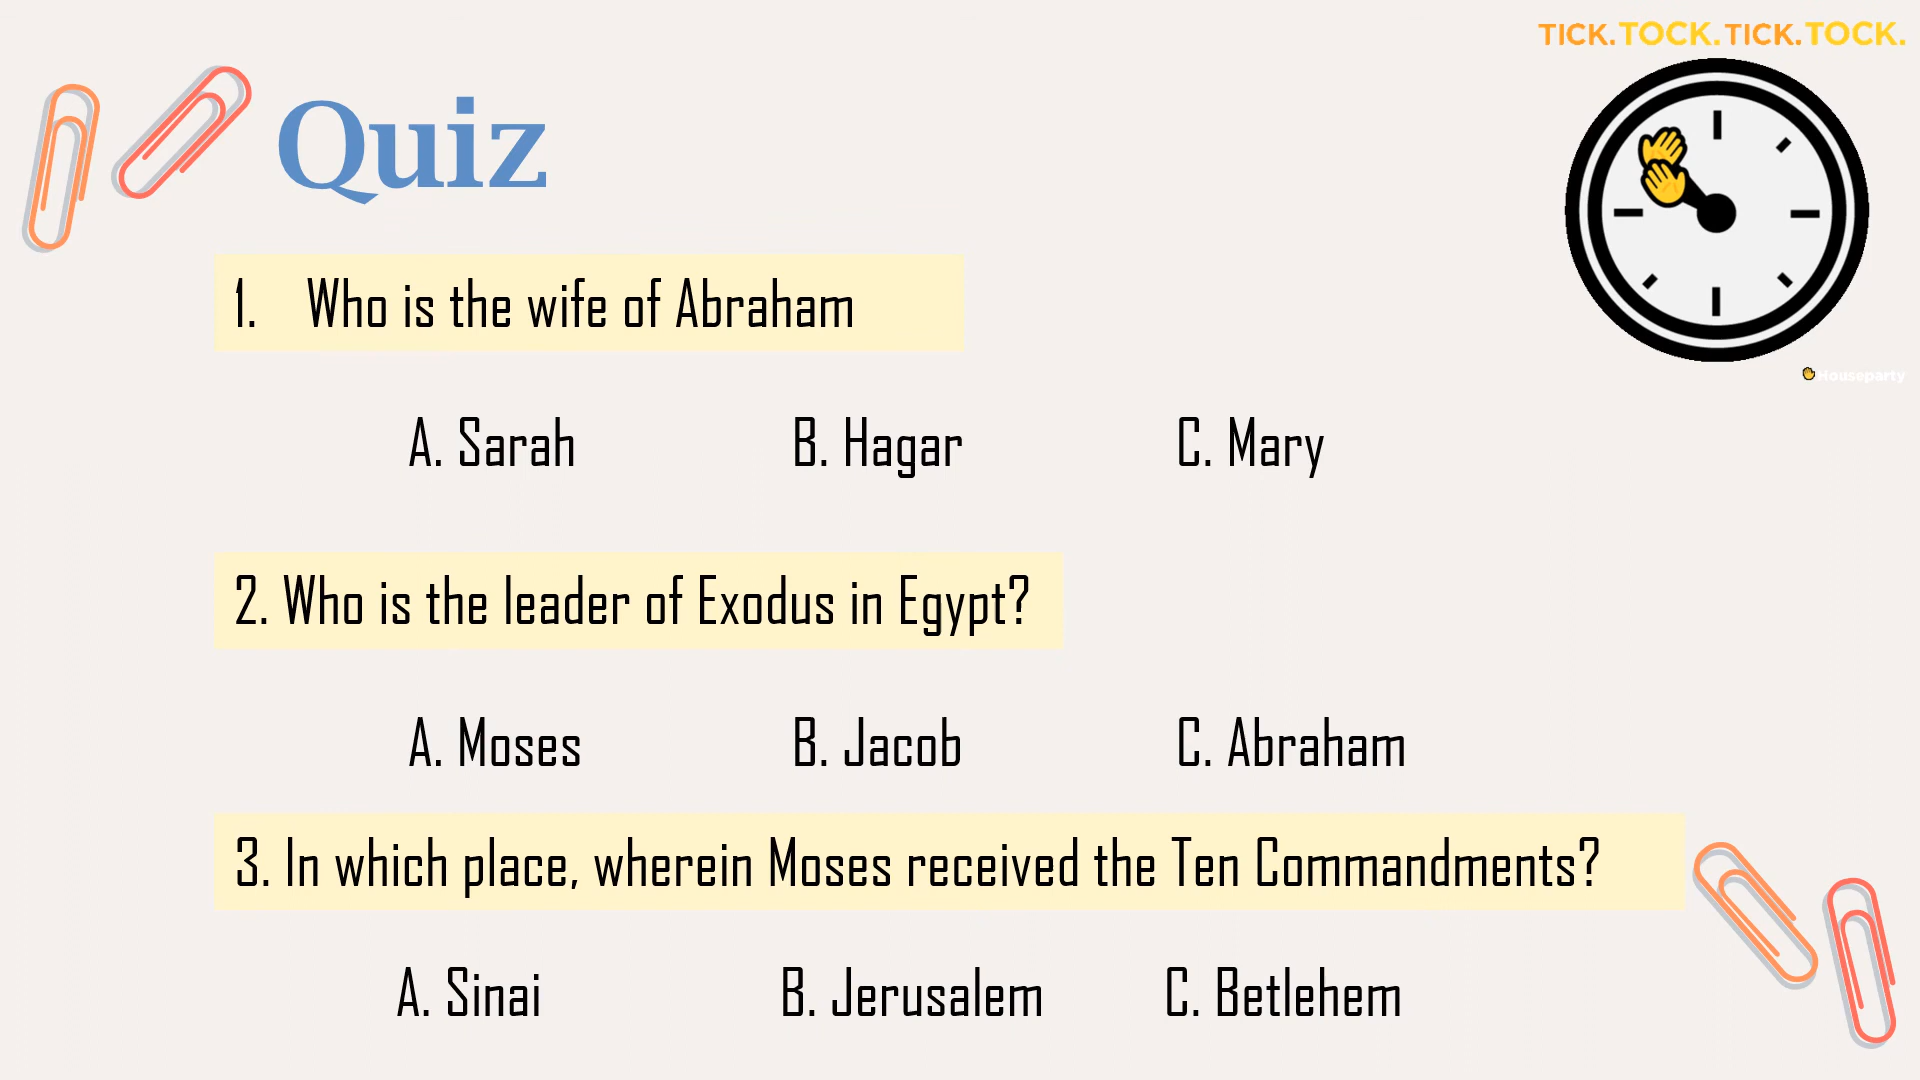 TICK.TOCK.TICK.TOCK.
Quiz
1. Who is the wife of Abraham
Houseparty
A. Sarah B. Hagar C. Mary
2. Who is the leader of Exodus in Egypt?
A. Moses B. Jacob C. Abraham
3. In which place, wherein Moses received the Ten Commandments?
A. Sinai B. Jerusalem C. Betlehem